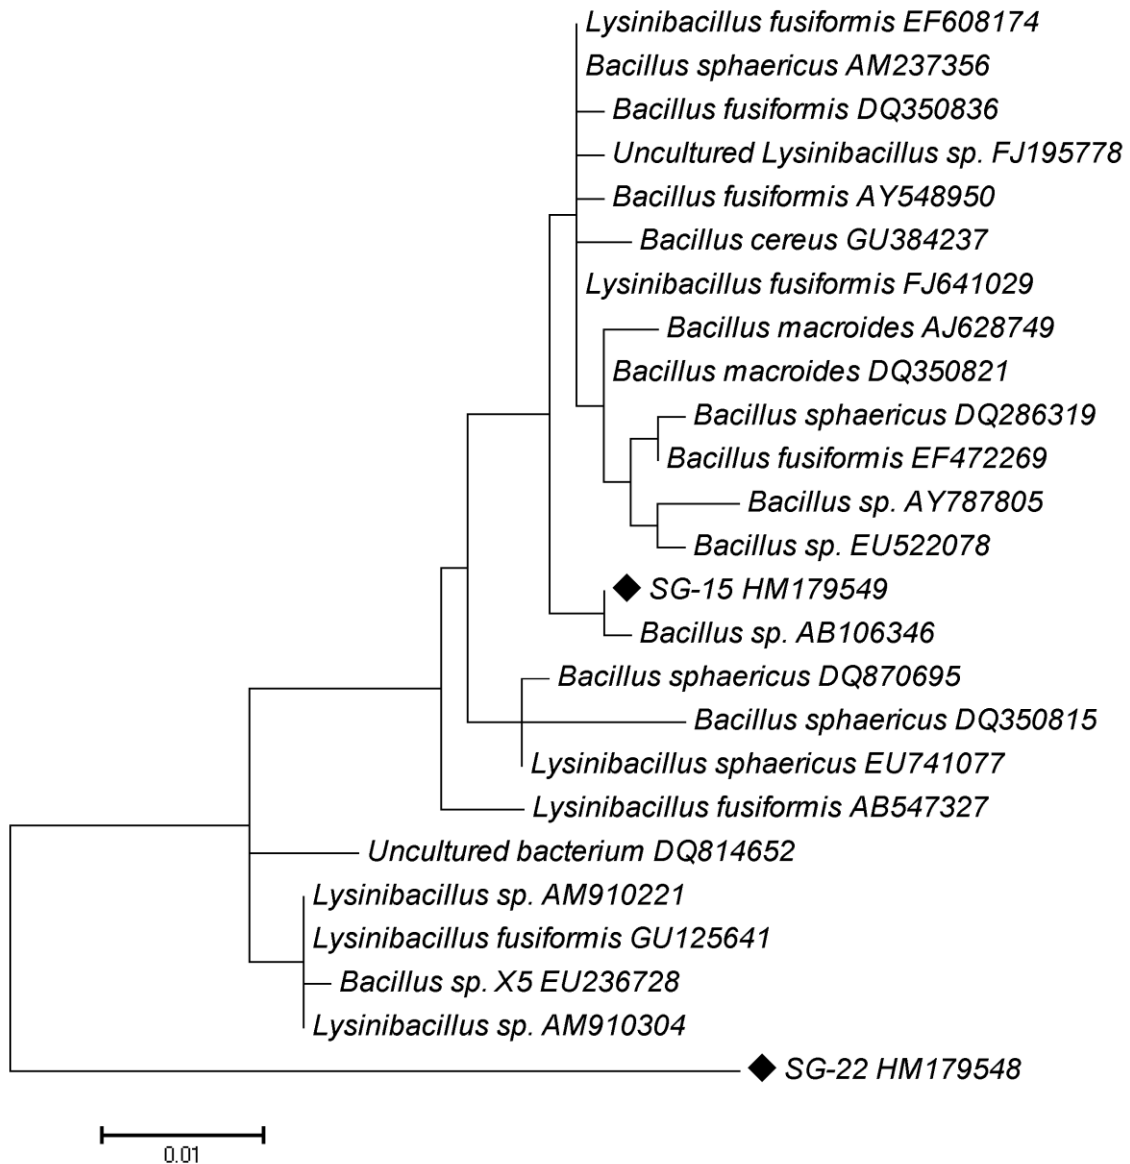 Lysinibacillus fusiformis EF608174
Bacillus sphaericus AM237356
Bacillus fusiformis DQ350836
Uncultured Lysinibacillus sp. FJ195778
Bacillus fusiformis AY548950
Bacillus cereus GU384237
Lysinibacillus fusiformis FJ641029
Bacillus macroides AJ628749
Bacillus macroides DQ350821
Bacillus sphaericus DQ286319
Bacillus fusiformis EF472269
Bacillus sp. AY787805
Bacillus sp. EU522078
SG-15 HM179549
Bacillus sp. AB106346
Bacillus sphaericus DQ870695
Bacillus sphaericus DQ350815
Lysinibacillus sphaericus EU741077
Lysinibacillus fusiformis AB547327
Uncultured bacterium DQ814652
Lysinibacillus sp. AM910221
Lysinibacillus fusiformis GU125641
Bacillus sp. X5 EU236728
Lysinibacillus sp. AM910304
SG-22 HM179548
0.01